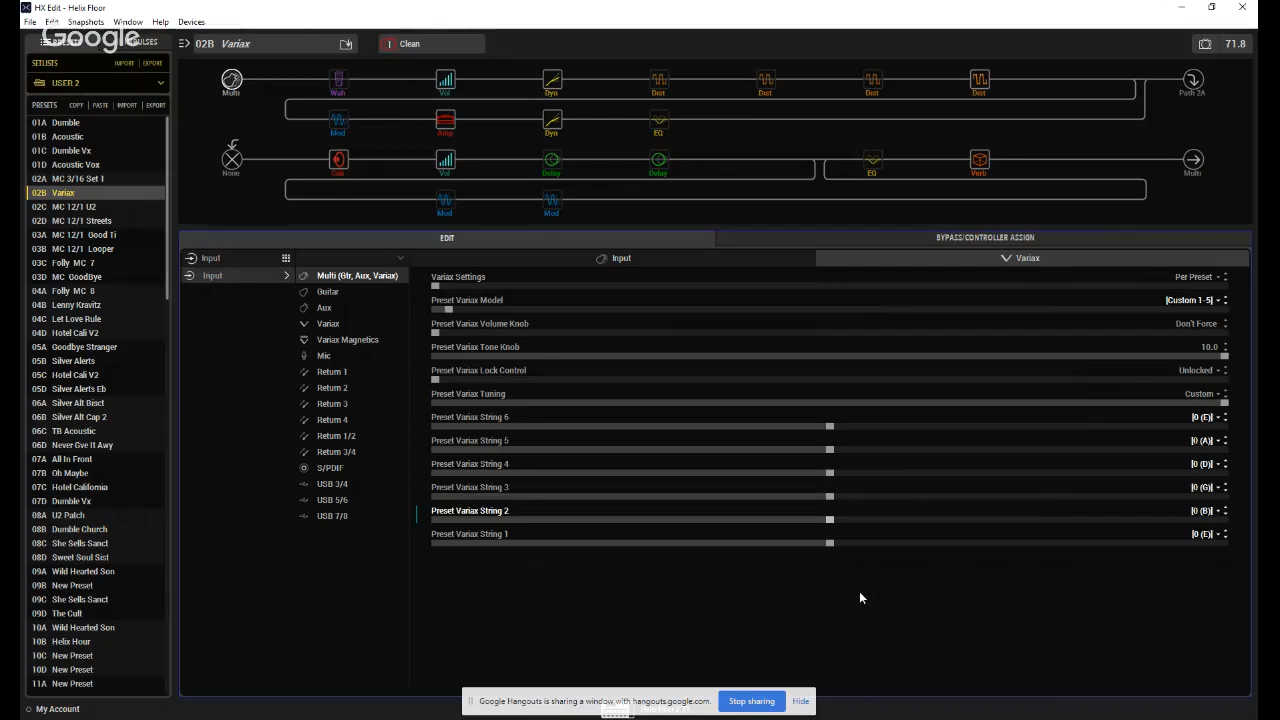 HX Edit - Helix Floor
File Edit Snapshots Window Help Devices
Google
PULSES
02B Variax
1 Clean
71.8
SETLISTS IMPORT EXPORT
USER 2
PRESETS COPY PASTE IMPORT EXPORT
01A Dumble
01B Acoustic
01C Dumble Vx
01D Acoustic Vox
02A MC 3/16 Set 1
02B Variax
02C MC 12/1 U2
02D MC 12/1 Streets
03A MC 12/1 Good Ti
03B MC 12/1 Looper
03C Folly MC 7
03D MC GoodBye
04A Folly MC 8
04B Lenny Kravitz
04C Let Love Rule
04D Hotel Cali V2
05A Goodbye Stranger
05B Silver Alerts
05C Hotel Cali V2
05D Silver Alerts Eb
06A Silver Alt Bisct
06B Silver Alt Cap 2
06C TB Acoustic
06D Never Gve It Awy
07A All In Front
07B Oh Maybe
07C Hotel California
07D Dumble Vx
08A U2 Patch
08B Dumble Church
08C She Sells Sanct
08D Sweet Soul Sist
09A Wild Hearted Son
09B New Preset
09C She Sells Sanct
09D The Cult
10A Wild Hearted Son
10B Helix Hour
10C New Preset
10D New Preset
11A New Preset
My Account
Multi Wah Vol Dyn Dist Dist Dist Dist Path 2A
Mod Amp Dyn EQ
None Cab Vol Delay Delay EQ Verb Multi
Mod Mod
EDIT BYPASS/CONTROLLER ASSIGN
Input Input Variax
Input
Multi (Gtr, Aux, Variax)
Guitar
Aux
Variax
Variax Magnetics
Mic
Return 1
Return 2
Return 3
Return 4
Return 1/2
Return 3/4
S/PDIF
USB 3/4
USB 5/6
USB 7/8
Variax Settings Per Preset
Preset Variax Model [Custom 1-5]
Preset Variax Volume Knob Don't Force
Preset Variax Tone Knob 10.0
Preset Variax Lock Control Unlocked
Preset Variax Tuning Custom
Preset Variax String 6 [0 (E)]
Preset Variax String 5 [0 (A)]
Preset Variax String 4 [0 (D)]
Preset Variax String 3 [0 (G)]
Preset Variax String 2 [0 (B)]
Preset Variax String 1 [0 (E)]
Google Hangouts is sharing a window with hangouts.google.com. Stop sharing Hide